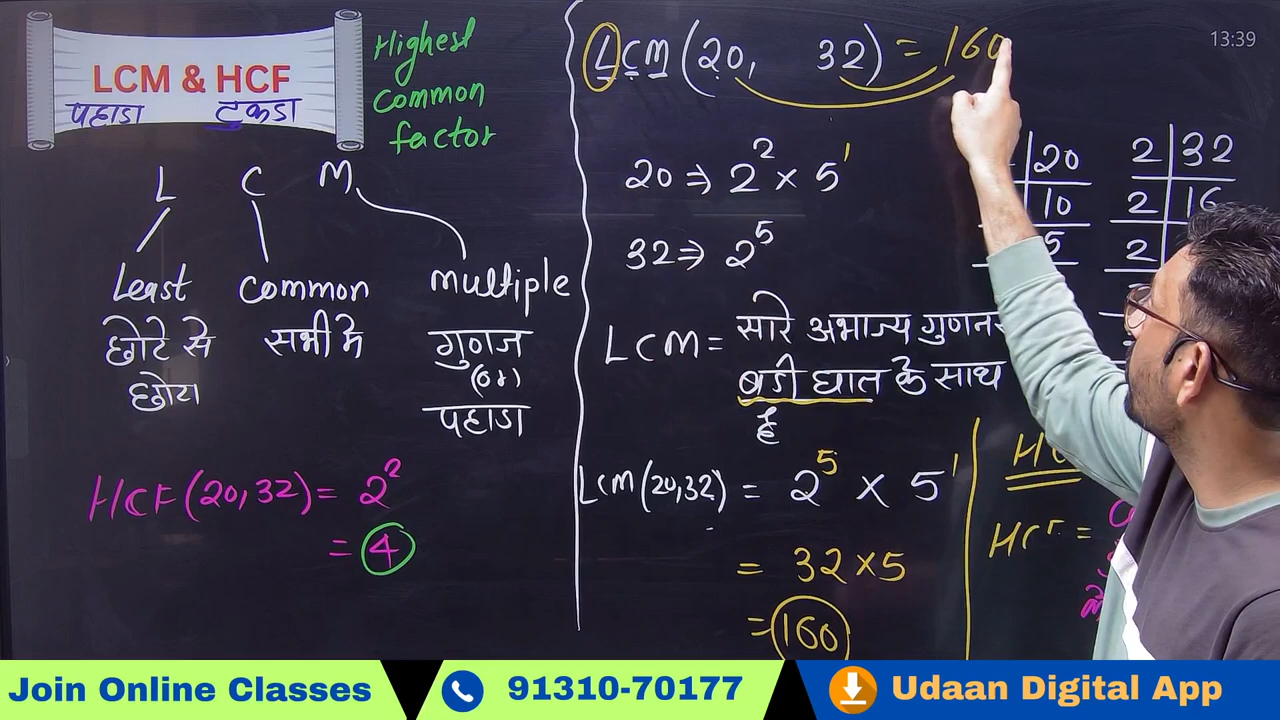 LCM & HCF
पहाडा टुकडा
Highest
Common
factor
L C M
Least Common multiple
छोटे से सभी मे गुणज
छोटा (or)
पहाडा
HCF(20,32) = 2²
= 4
LCM(20, 32) = 160
13:39
20 ⇒ 2² × 5¹
32 ⇒ 2⁵
20 2 32
10 2 16
5 2
LCM = सारे अभाज्य
बडी घात के साथ
है
LCM(20,32) = 2⁵ × 5¹
= 32×5
= 160
HCF =
Join Online Classes
91310-70177
Udaan Digital App